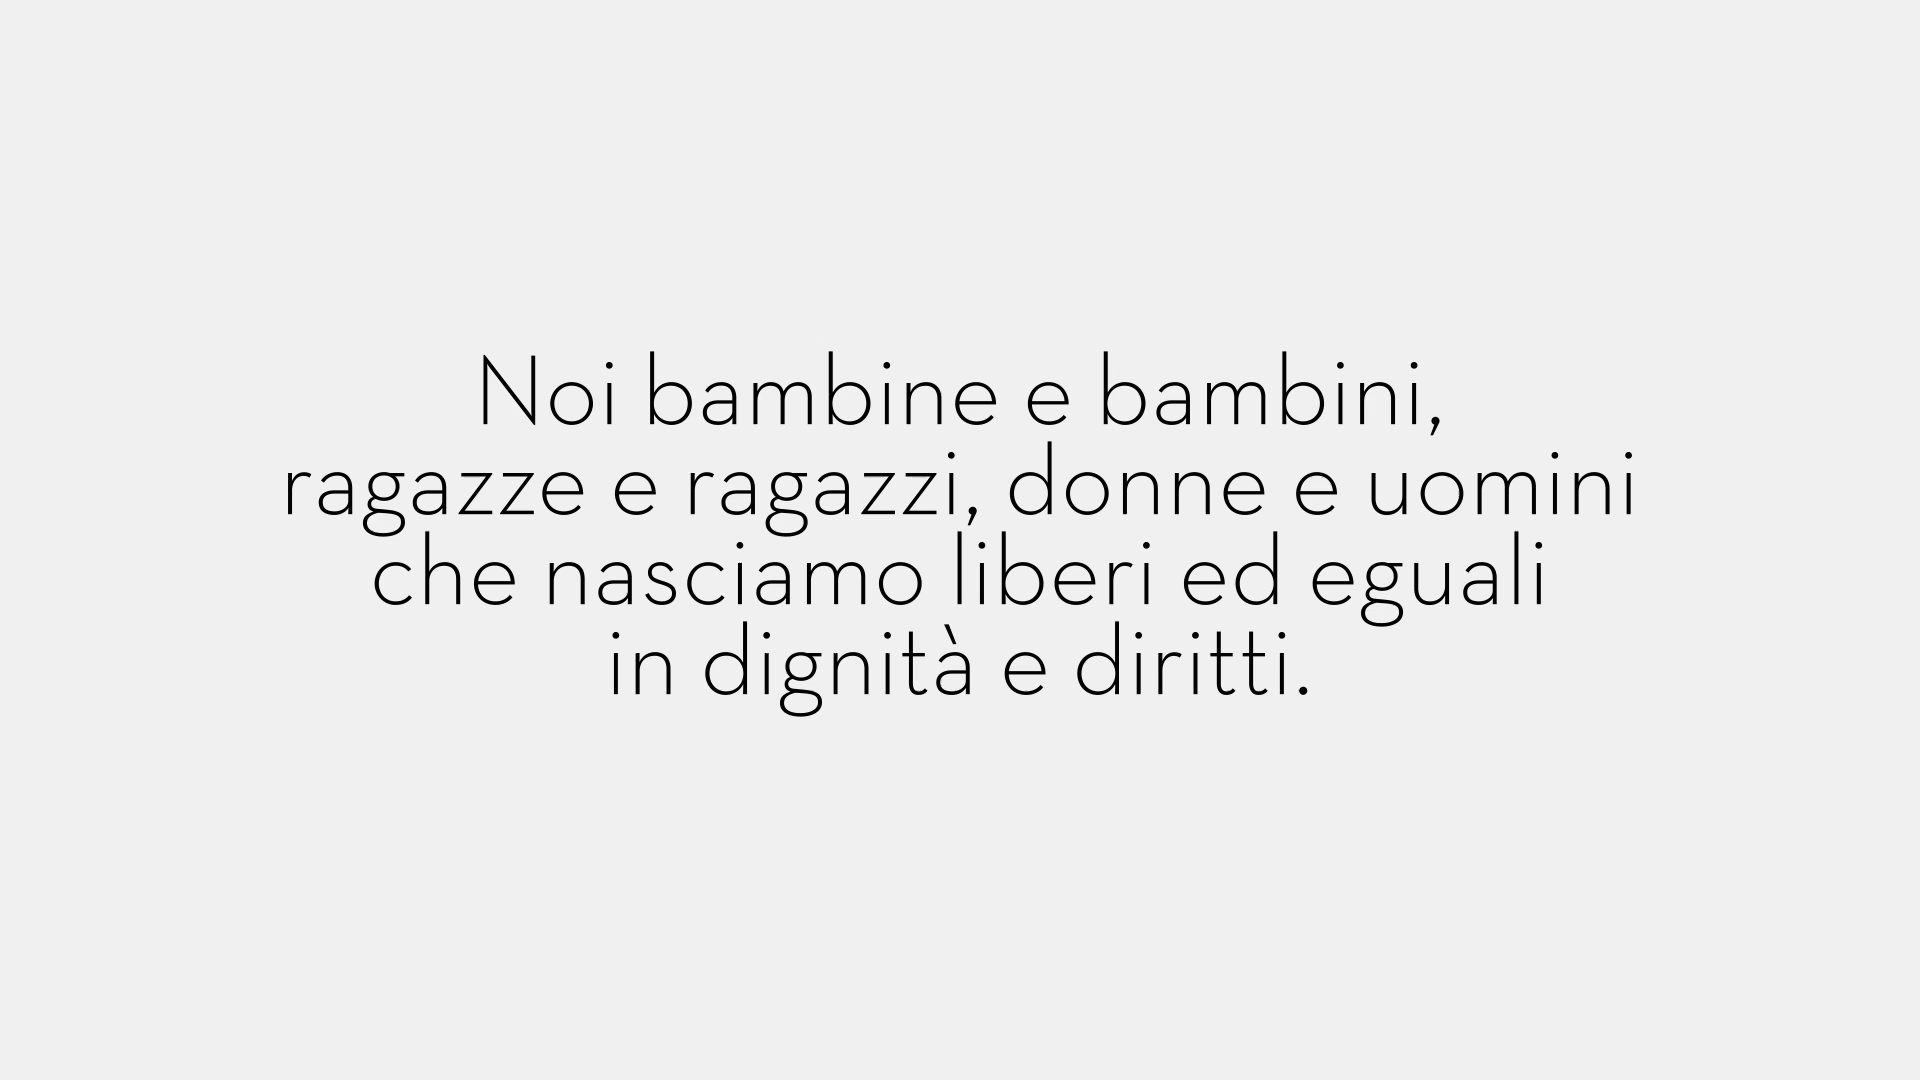 Noi bambine e bambini,
ragazze e ragazzi, donne e uomini
che nasciamo liberi ed eguali
in dignità e diritti.